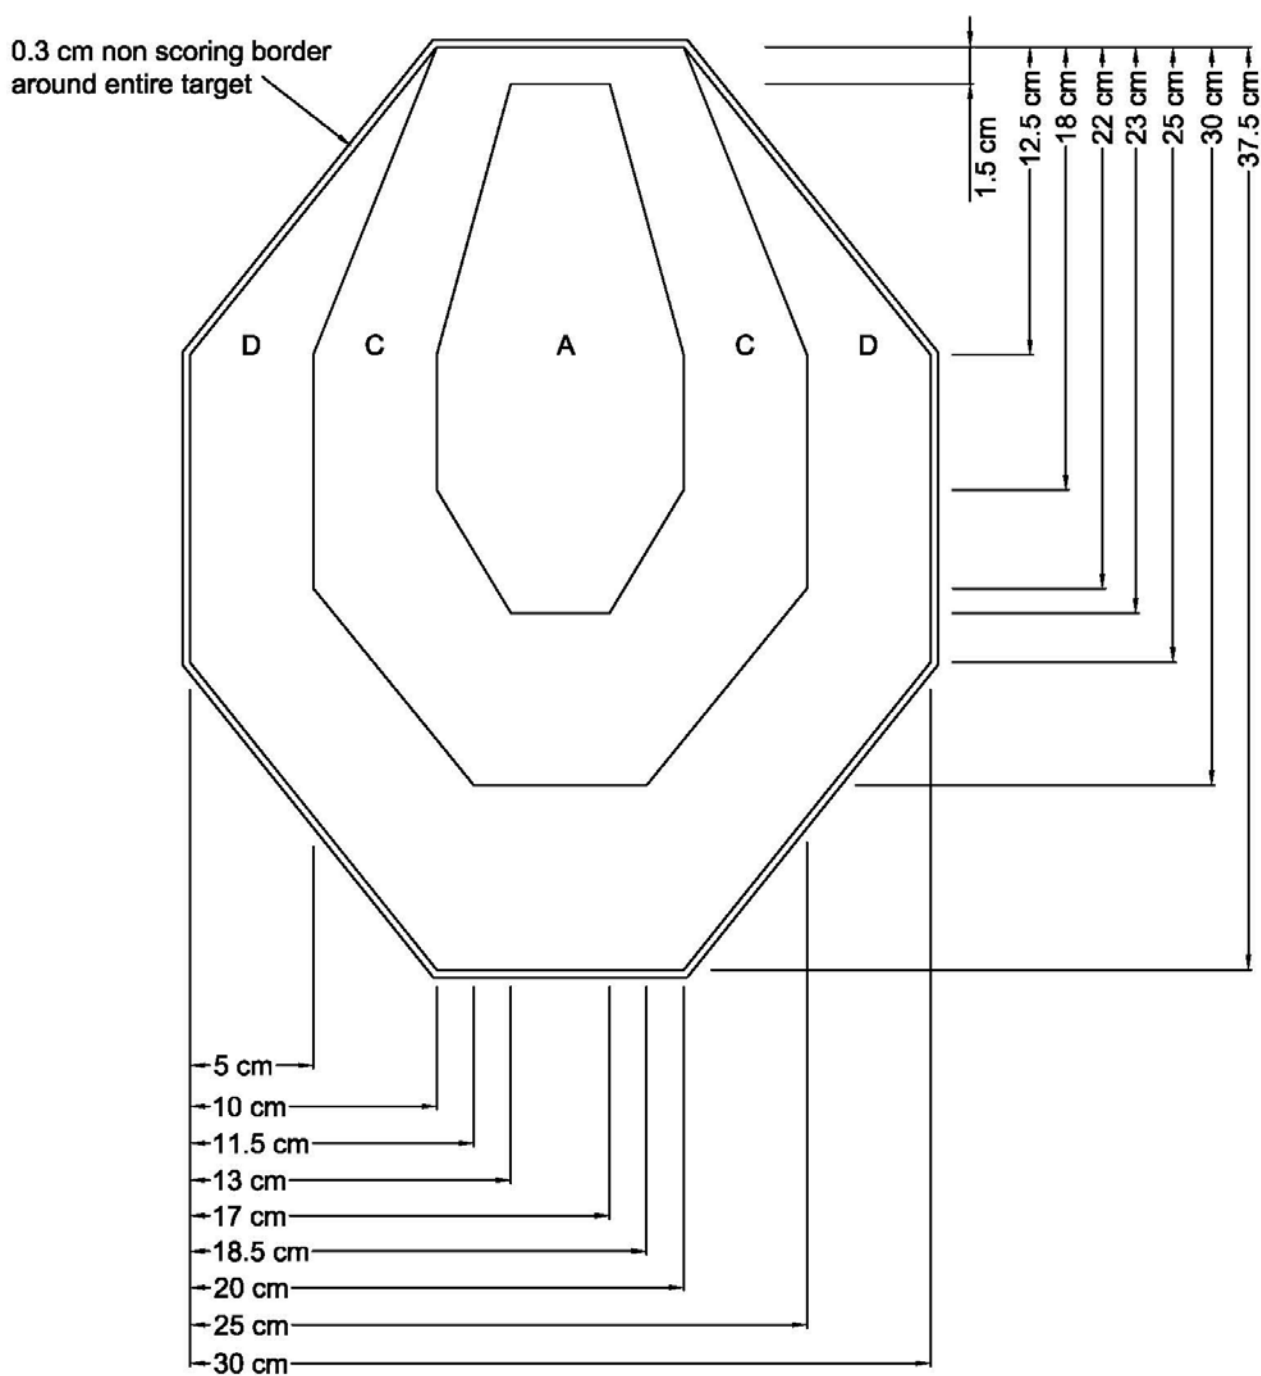 0.3 cm non scoring border
around entire target
1.5 cm
12.5 cm
18 cm
22 cm
23 cm
25 cm
30 cm
37.5 cm
D
C
A
C
D
5 cm
10 cm
11.5 cm
13 cm
17 cm
18.5 cm
20 cm
25 cm
30 cm